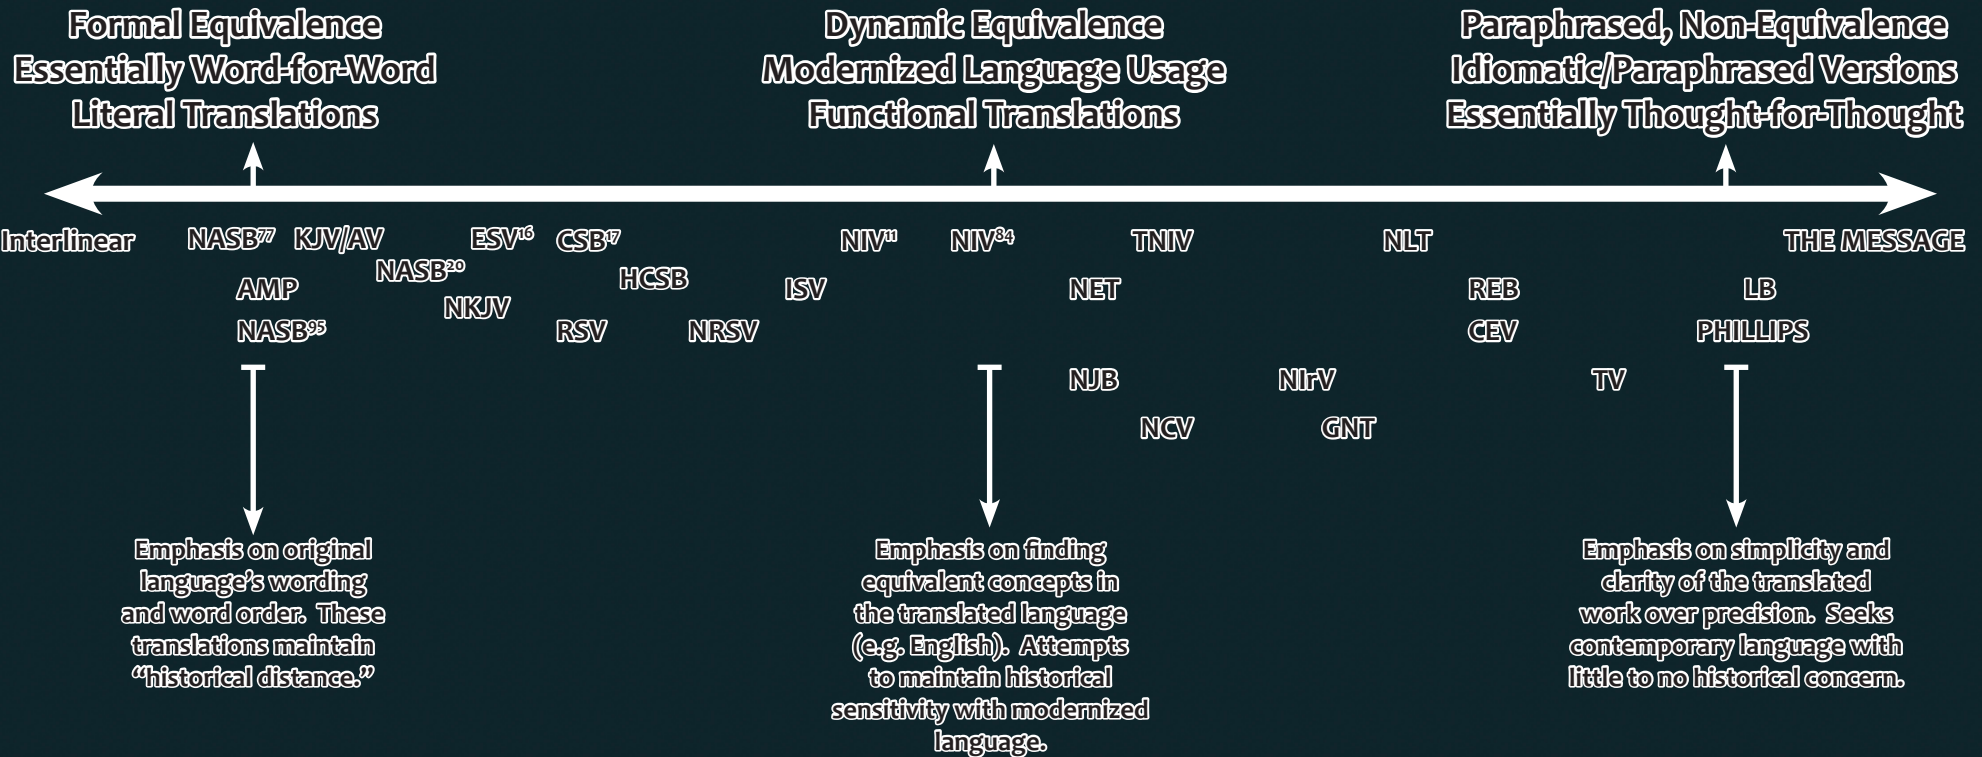 Formal Equivalence
Essentially Word-for-Word
Literal Translations
Dynamic Equivalence
Modernized Language Usage
Functional Translations
Paraphrased, Non-Equivalence
Idiomatic/Paraphrased Versions
Essentially Thought-for-Thought
Interlinear NASB⁷⁷ KJV/AV ESV¹⁶ CSB¹⁷ NIV¹¹ NIV⁸⁴ TNIV NLT THE MESSAGE
NASB²⁰ HCSB
AMP ISV NET REB LB
NKJV
NASB⁹⁵ RSV NRSV CEV PHILLIPS
NJB NIrV TV
NCV GNT
Emphasis on original
language’s wording
and word order.  These
translations maintain
“historical distance.”
Emphasis on finding
equivalent concepts in
the translated language
(e.g. English).  Attempts
to maintain historical
sensitivity with modernized
language.
Emphasis on simplicity and
clarity of the translated
work over precision.  Seeks
contemporary language with
little to no historical concern.